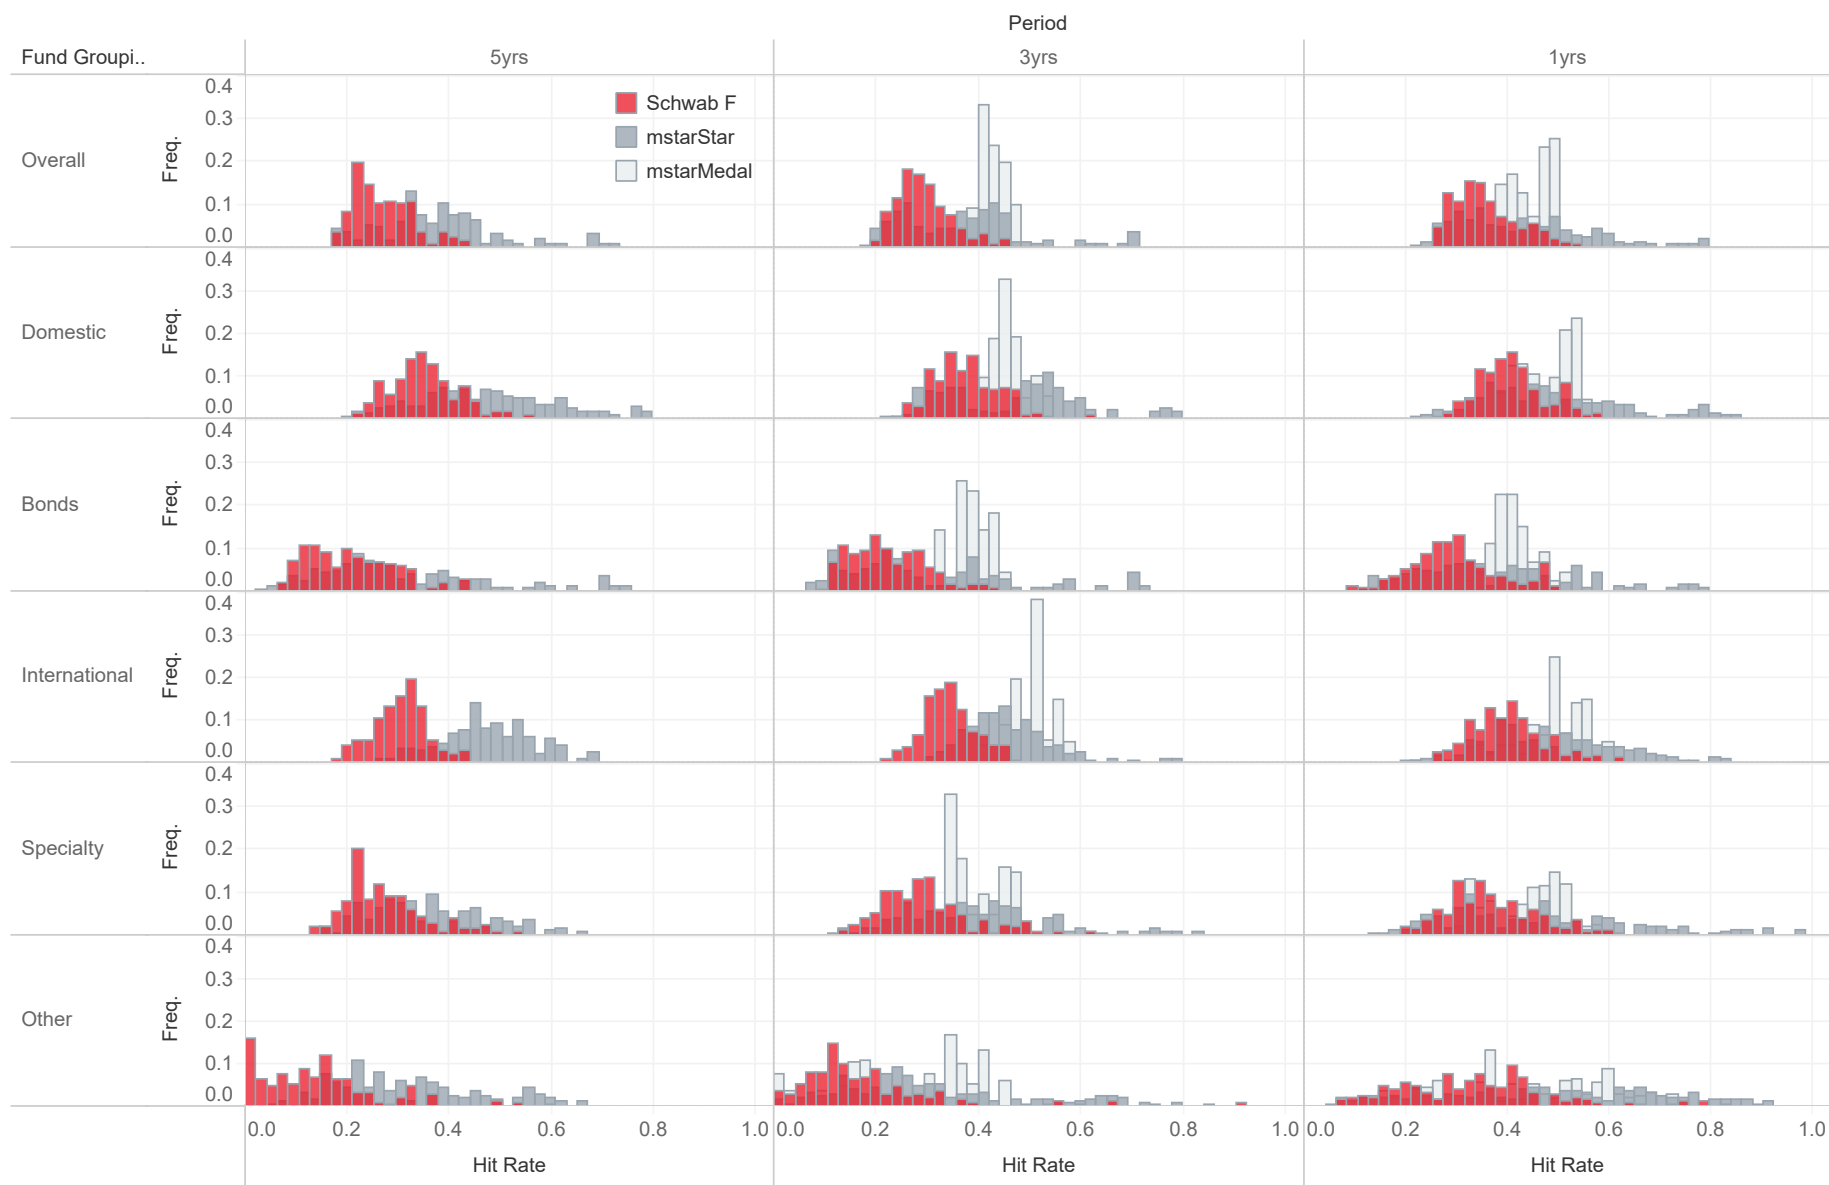 Period
Fund Groupi..
5yrs
3yrs
1yrs
Overall
Freq.
0.4
0.3
0.2
0.1
0.0
Schwab F
mstarStar
mstarMedal
Domestic
Freq.
0.4
0.3
0.2
0.1
0.0
Bonds
Freq.
0.4
0.3
0.2
0.1
0.0
International
Freq.
0.4
0.3
0.2
0.1
0.0
Specialty
Freq.
0.4
0.3
0.2
0.1
0.0
Other
Freq.
0.4
0.3
0.2
0.1
0.0
0.0 0.2 0.4 0.6 0.8 1.0
0.0 0.2 0.4 0.6 0.8 1.0
0.0 0.2 0.4 0.6 0.8 1.0
Hit Rate
Hit Rate
Hit Rate